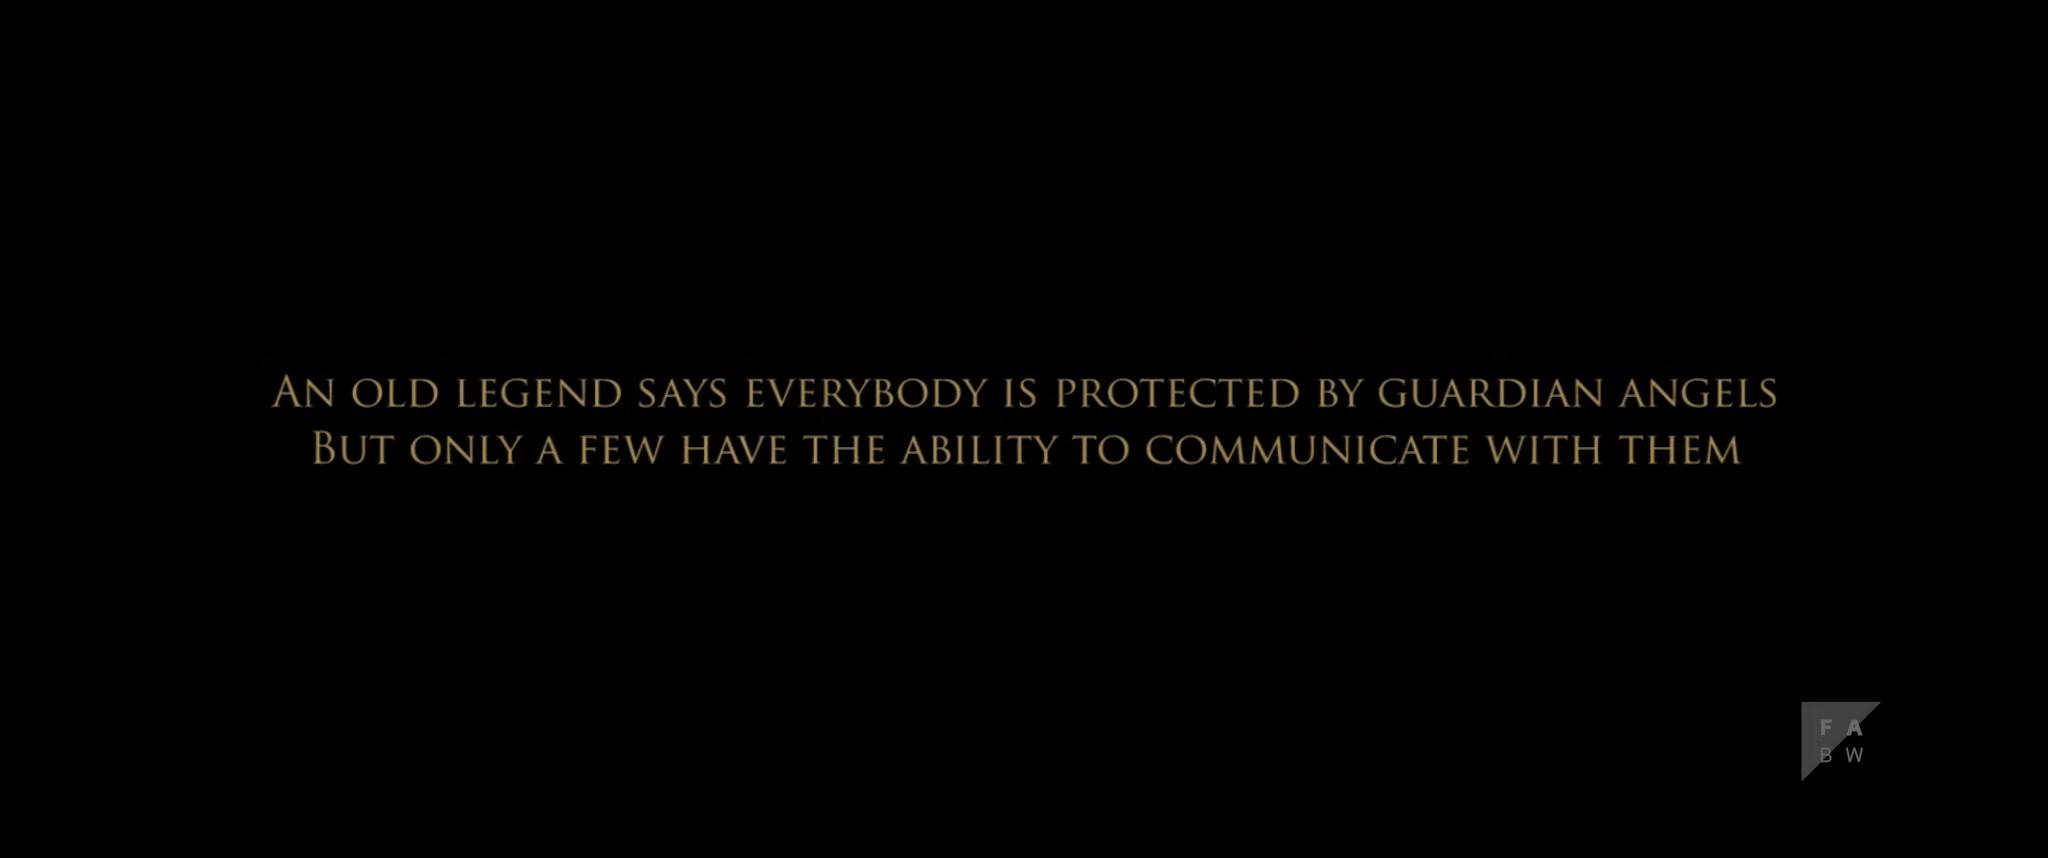 An old legend says everybody is protected by guardian angels
But only a few have the ability to communicate with them
F A
B W